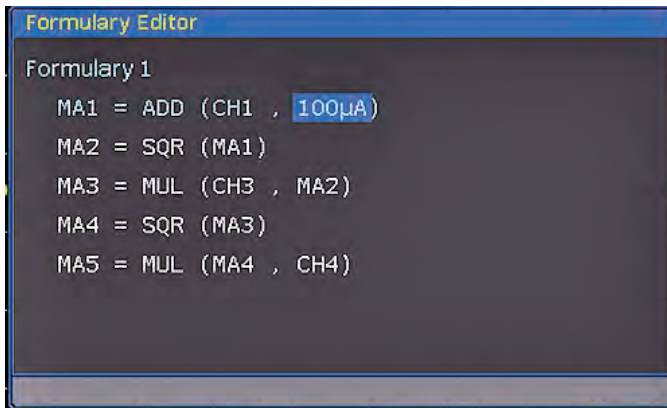 Formulary Editor
Formulary 1
MA1 = ADD (CH1 , 100µA)
MA2 = SQR (MA1)
MA3 = MUL (CH3 , MA2)
MA4 = SQR (MA3)
MA5 = MUL (MA4 , CH4)